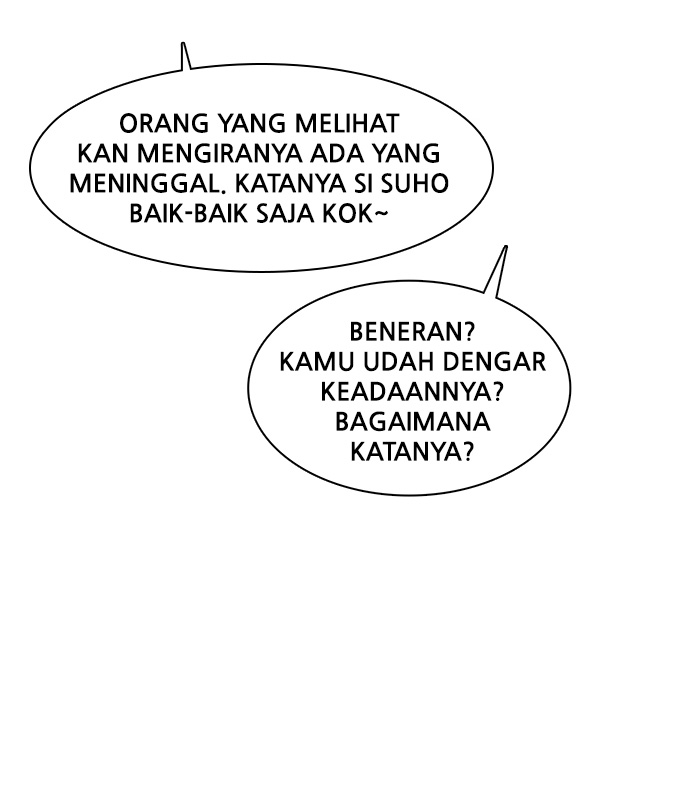 ORANG YANG MELIHAT
KAN MENGIRANYA ADA YANG
MENINGGAL. KATANYA SI SUHO
BAIK-BAIK SAJA KOK~
BENERAN?
KAMU UDAH DENGAR
KEADAANNYA?
BAGAIMANA
KATANYA?